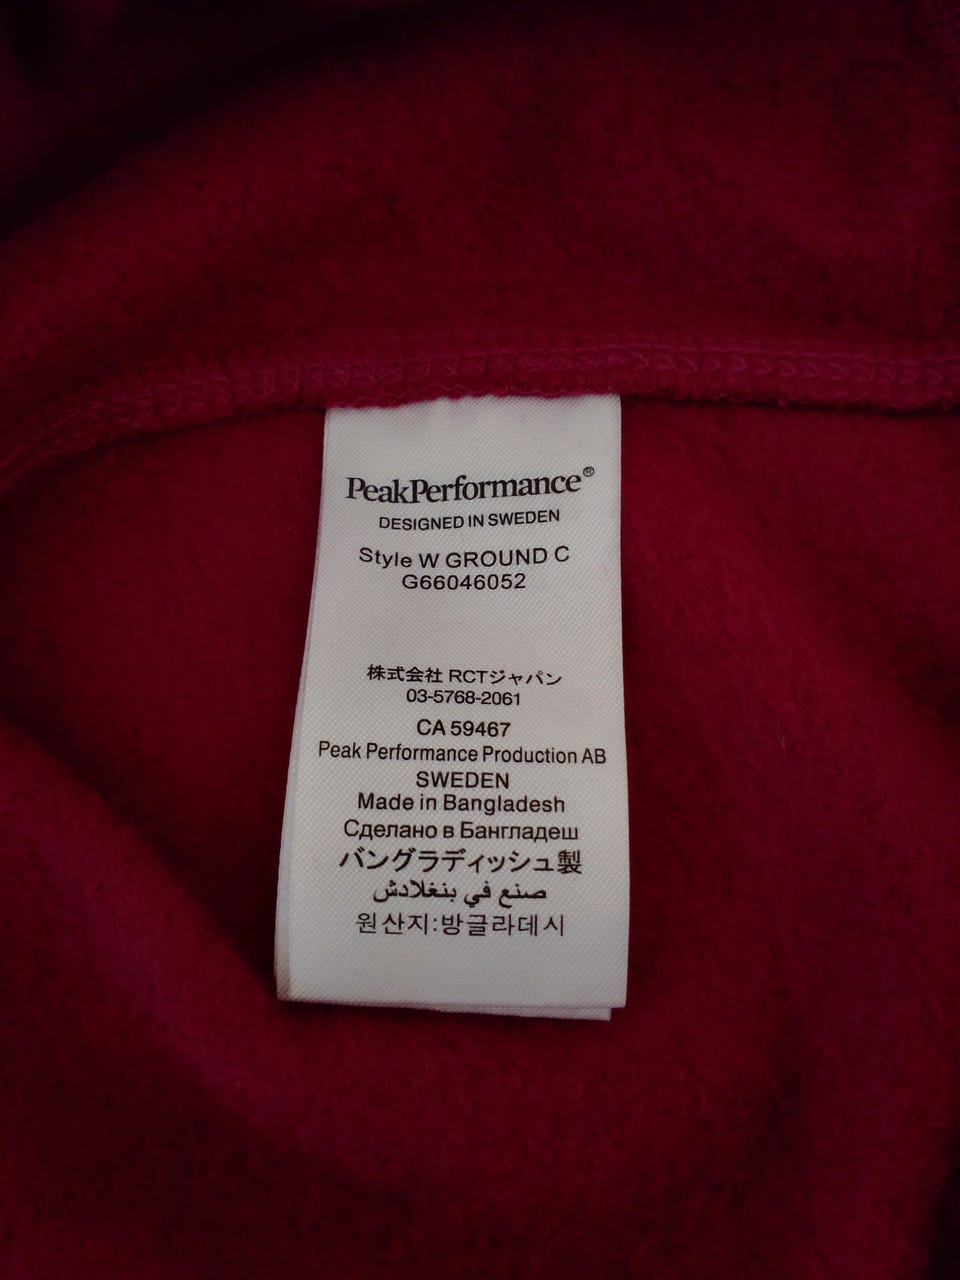 PeakPerformance®
DESIGNED IN SWEDEN
Style W GROUND C
G66046052
株式会社 RCTジャパン
03-5768-2061
CA 59467
Peak Performance Production AB
SWEDEN
Made in Bangladesh
Сделано в Бангладеш
バングラディッシュ製
صنع في بنغلادش
원산지:방글라데시